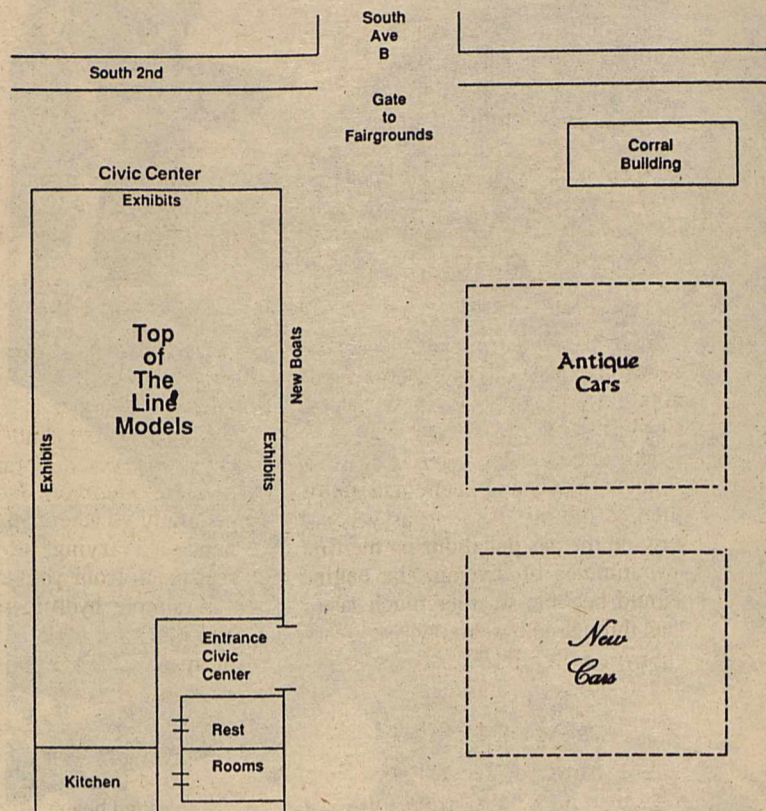 South
Ave
B
South 2nd
Gate
to
Fairgrounds
Corral
Building
Civic Center
Exhibits
Top
of
The
Line
Models
New Boats
Antique
Cars
Exhibits
Exhibits
New
Cars
Entrance
Civic
Center
Rest
Rooms
Kitchen